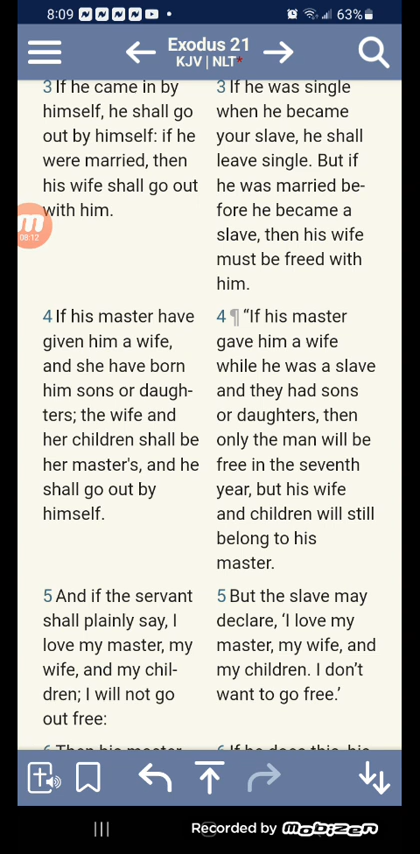 8:09 63%
Exodus 21
KJV | NLT*
3 If he came in by
himself, he shall go
out by himself: if he
were married, then
his wife shall go out
with him.
m
08:12
4 If his master have
given him a wife,
and she have born
him sons or daugh-
ters; the wife and
her children shall be
her master's, and he
shall go out by
himself.
5 And if the servant
shall plainly say, I
love my master, my
wife, and my chil-
dren; I will not go
out free:
3 If he was single
when he became
your slave, he shall
leave single. But if
he was married be-
fore he became a
slave, then his wife
must be freed with
him.
4 ¶ “If his master
gave him a wife
while he was a slave
and they had sons
or daughters, then
only the man will be
free in the seventh
year, but his wife
and children will still
belong to his
master.
5 But the slave may
declare, ‘I love my
master, my wife, and
my children. I don’t
want to go free.’
Recorded by Mobizen